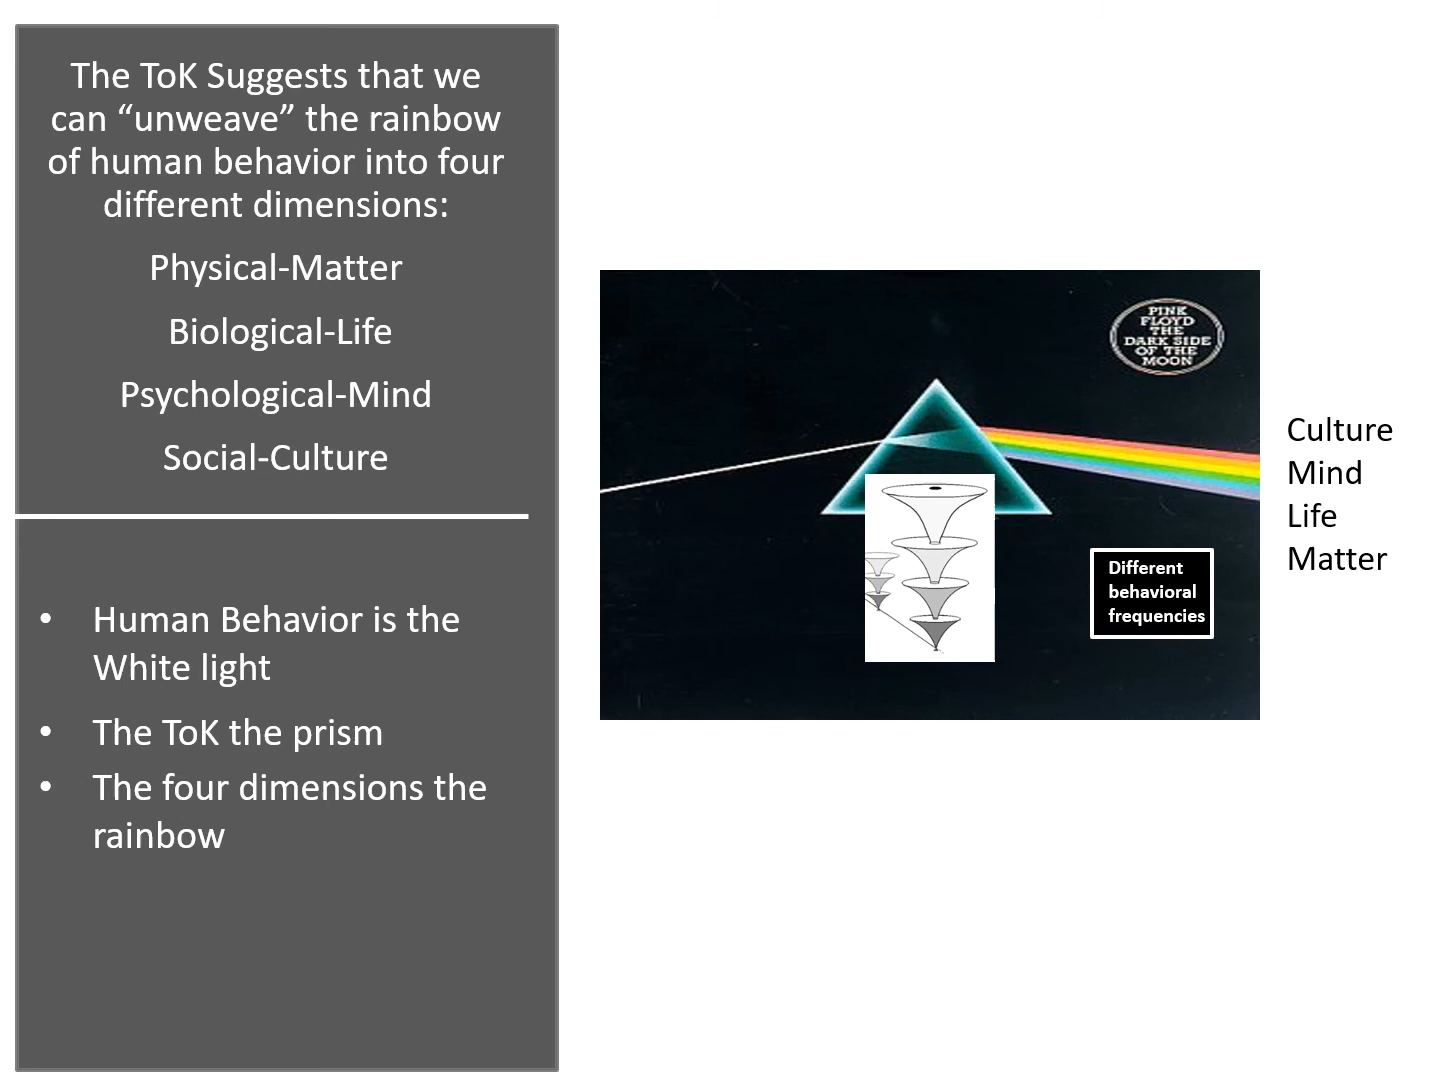 The ToK Suggests that we
can “unweave” the rainbow
of human behavior into four
different dimensions:
Physical-Matter
Biological-Life
Psychological-Mind
Social-Culture
• Human Behavior is the
White light
• The ToK the prism
• The four dimensions the
rainbow
PINK
FLOYD
THE
DARK SIDE
OF THE
MOON
Different
behavioral
frequencies
Culture
Mind
Life
Matter